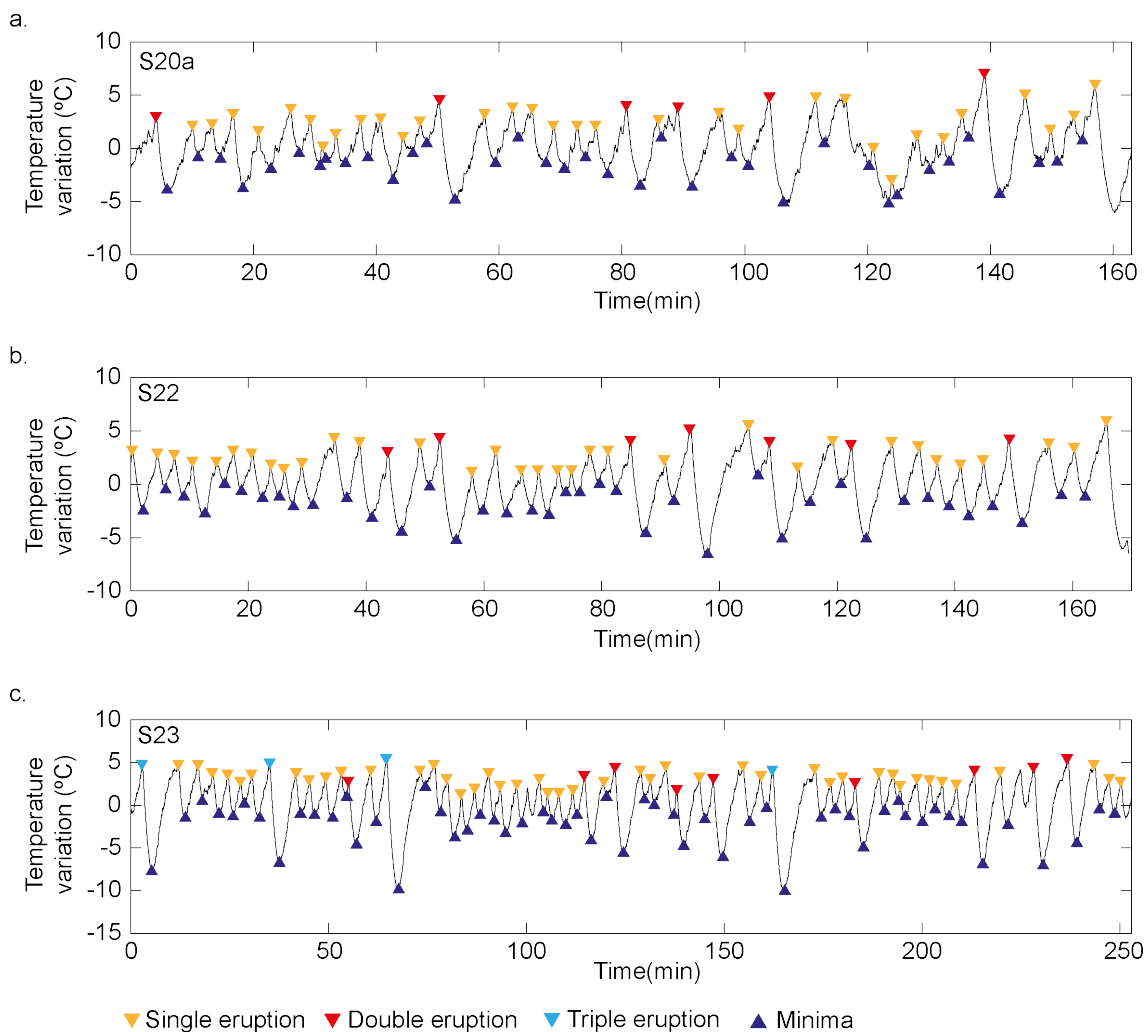 a.
S20a
Temperature
variation (ºC)
10
5
0
-5
-10
0 20 40 60 80 100 120 140 160
Time(min)
b.
S22
Temperature
variation (ºC)
10
5
0
-5
-10
0 20 40 60 80 100 120 140 160
Time(min)
c.
S23
Temperature
variation (ºC)
10
5
0
-5
-10
-15
0 50 100 150 200 250
Time(min)
Single eruption Double eruption Triple eruption Minima